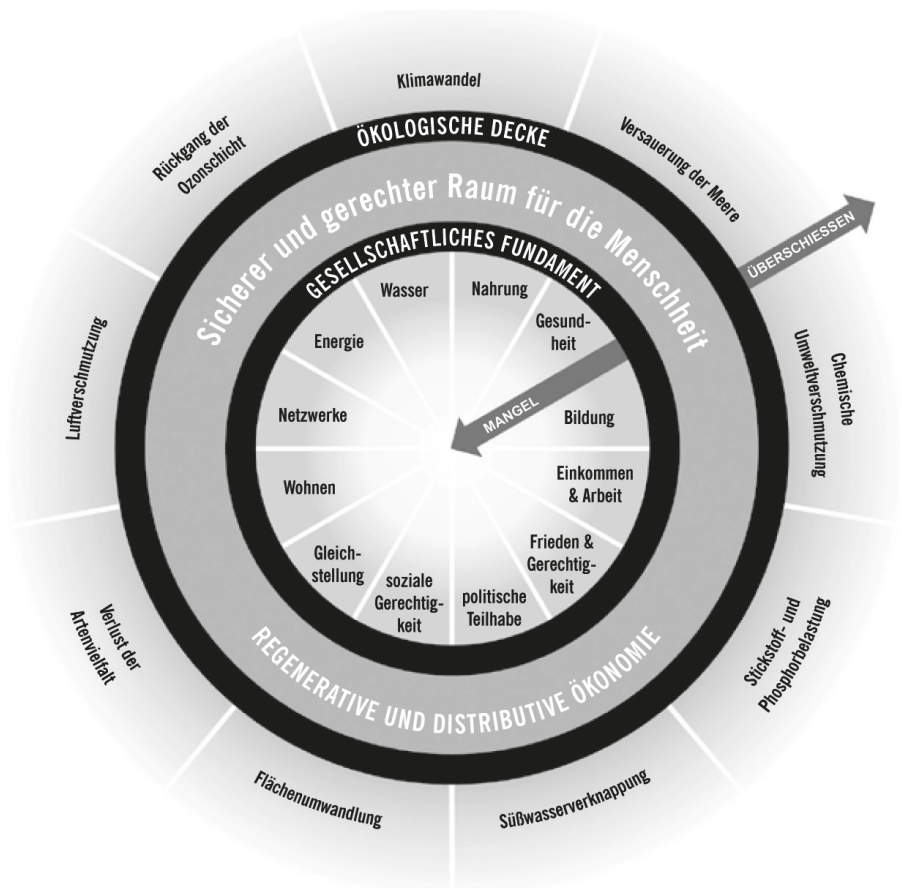 Klimawandel
Rückgang der
Ozonschicht
Versauerung der Meere
ÖKOLOGISCHE DECKE
Sicherer und gerechter Raum für die Menschheit
GESELLSCHAFTLICHES FUNDAMENT
ÜBERSCHIESSEN
Wasser
Nahrung
Energie
Gesund-
heit
Luftverschmutzung
Chemische
Umweltverschmutzung
Netzwerke
MANGEL
Bildung
Wohnen
Einkommen
& Arbeit
Gleich-
stellung
soziale
Gerechtig-
keit
politische
Teilhabe
Frieden &
Gerechtig-
keit
Verlust der
Artenvielfalt
Stickstoff- und
Phosphorbelastung
REGENERATIVE UND DISTRIBUTIVE ÖKONOMIE
Flächenumwandlung
Süßwasserverknappung